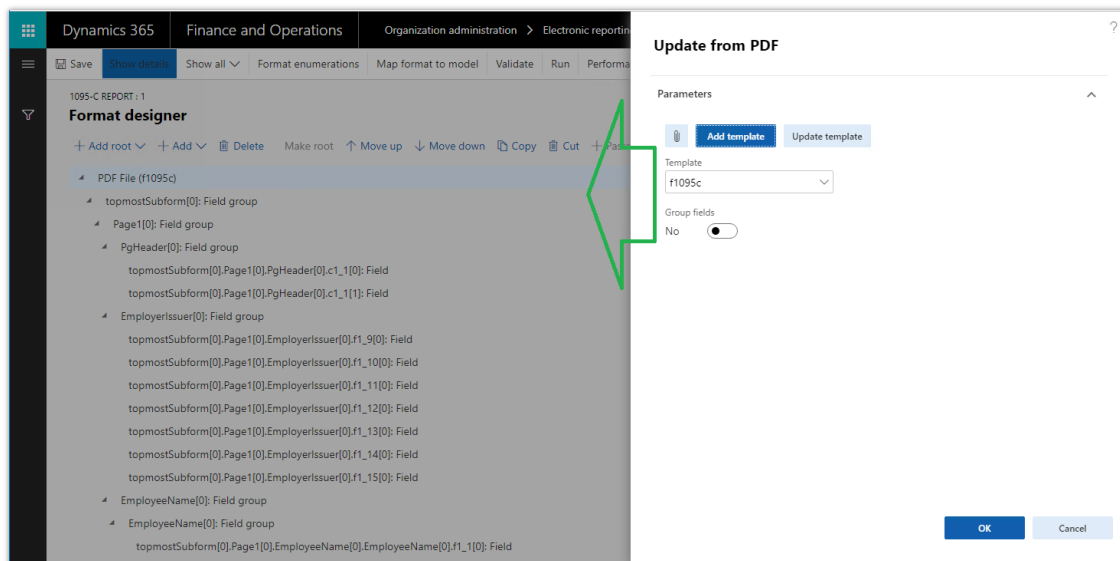 Dynamics 365 Finance and Operations Organization administration > Electronic reportin
Save Show details Show all Format enumerations Map format to model Validate Run Performa
1095-C REPORT : 1
Format designer
+ Add root + Add Delete Make root Move up Move down Copy Cut + Pas
PDF File (f1095c)
topmostSubform[0]: Field group
Page1[0]: Field group
PgHeader[0]: Field group
topmostSubform[0].Page1[0].PgHeader[0].c1_1[0]: Field
topmostSubform[0].Page1[0].PgHeader[0].c1_1[1]: Field
EmployerIssuer[0]: Field group
topmostSubform[0].Page1[0].EmployerIssuer[0].f1_9[0]: Field
topmostSubform[0].Page1[0].EmployerIssuer[0].f1_10[0]: Field
topmostSubform[0].Page1[0].EmployerIssuer[0].f1_11[0]: Field
topmostSubform[0].Page1[0].EmployerIssuer[0].f1_12[0]: Field
topmostSubform[0].Page1[0].EmployerIssuer[0].f1_13[0]: Field
topmostSubform[0].Page1[0].EmployerIssuer[0].f1_14[0]: Field
topmostSubform[0].Page1[0].EmployerIssuer[0].f1_15[0]: Field
EmployeeName[0]: Field group
EmployeeName[0]: Field group
topmostSubform[0].Page1[0].EmployeeName[0].EmployeeName[0].f1_1[0]: Field
?
Update from PDF
Parameters
Add template Update template
Template
f1095c
Group fields
No
OK Cancel